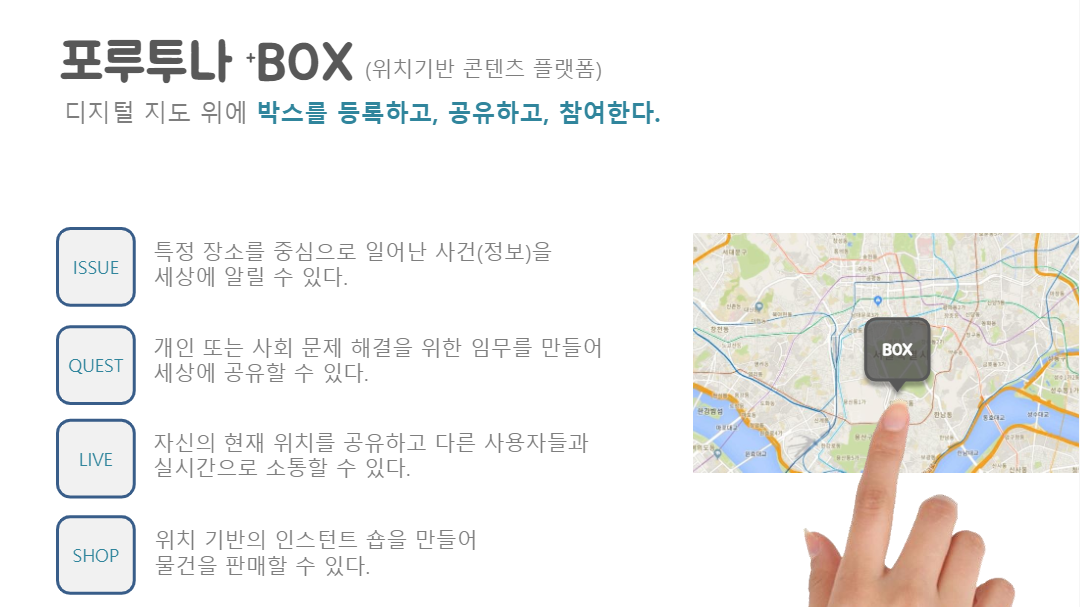 포루투나 +BOX (위치기반 콘텐츠 플랫폼)
디지털 지도 위에 박스를 등록하고, 공유하고, 참여한다.
ISSUE
특정 장소를 중심으로 일어난 사건(정보)을
세상에 알릴 수 있다.
QUEST
개인 또는 사회 문제 해결을 위한 임무를 만들어
세상에 공유할 수 있다.
LIVE
자신의 현재 위치를 공유하고 다른 사용자들과
실시간으로 소통할 수 있다.
SHOP
위치 기반의 인스턴트 숍을 만들어
물건을 판매할 수 있다.
서대문구
BOX
한남동